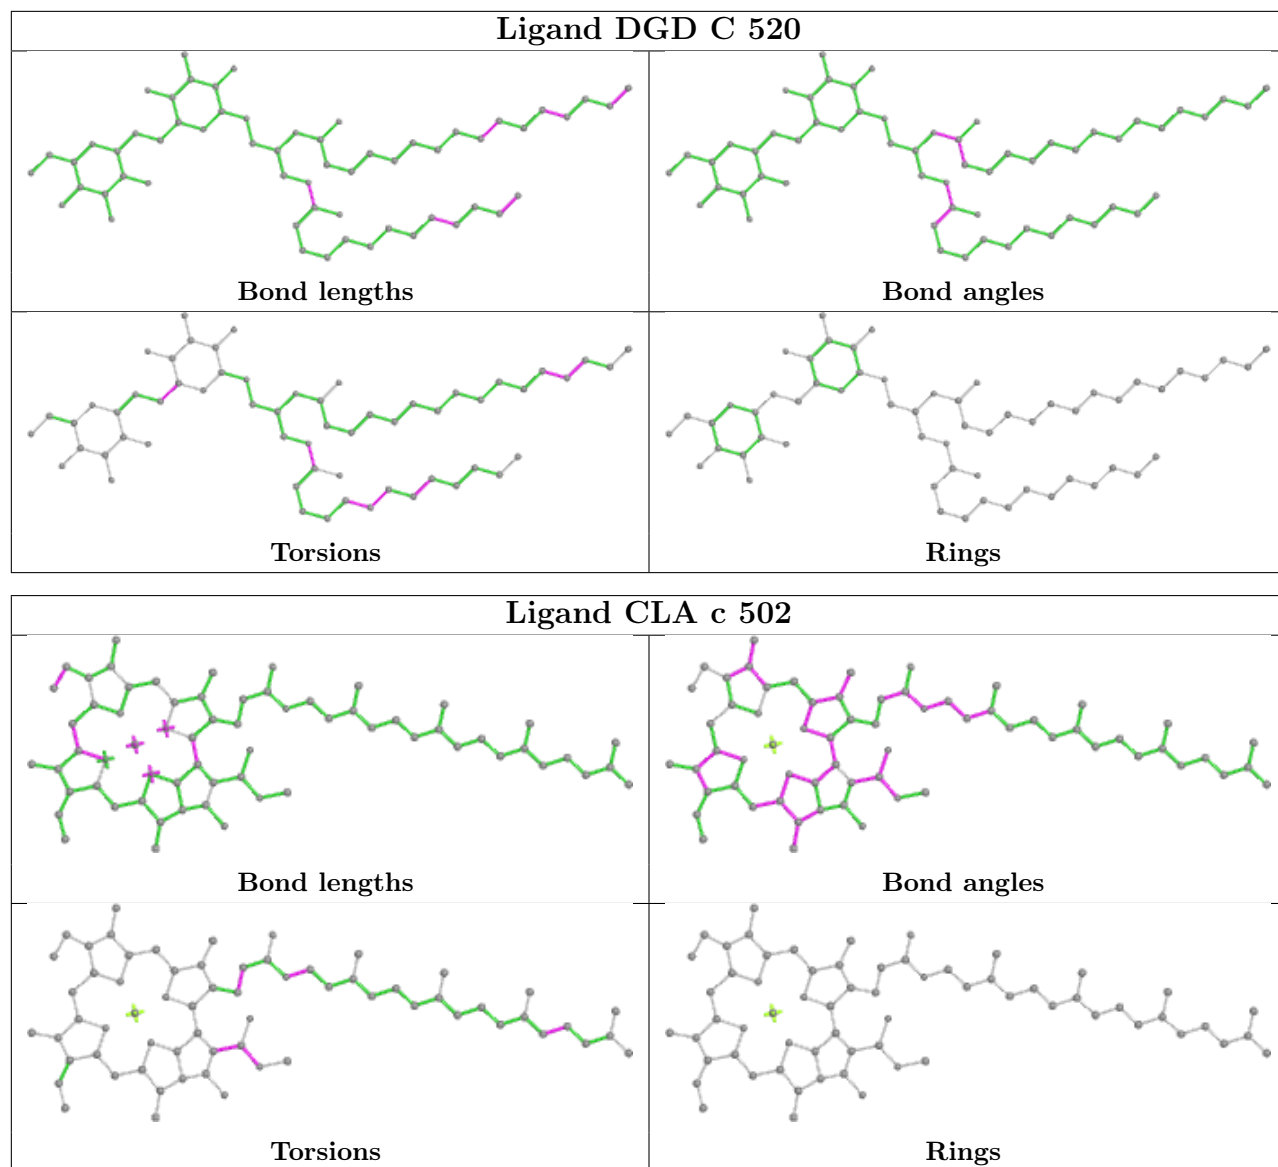 Ligand DGD C 520
Bond lengths
Bond angles
Torsions
Rings
Ligand CLA c 502
Bond lengths
Bond angles
Torsions
Rings